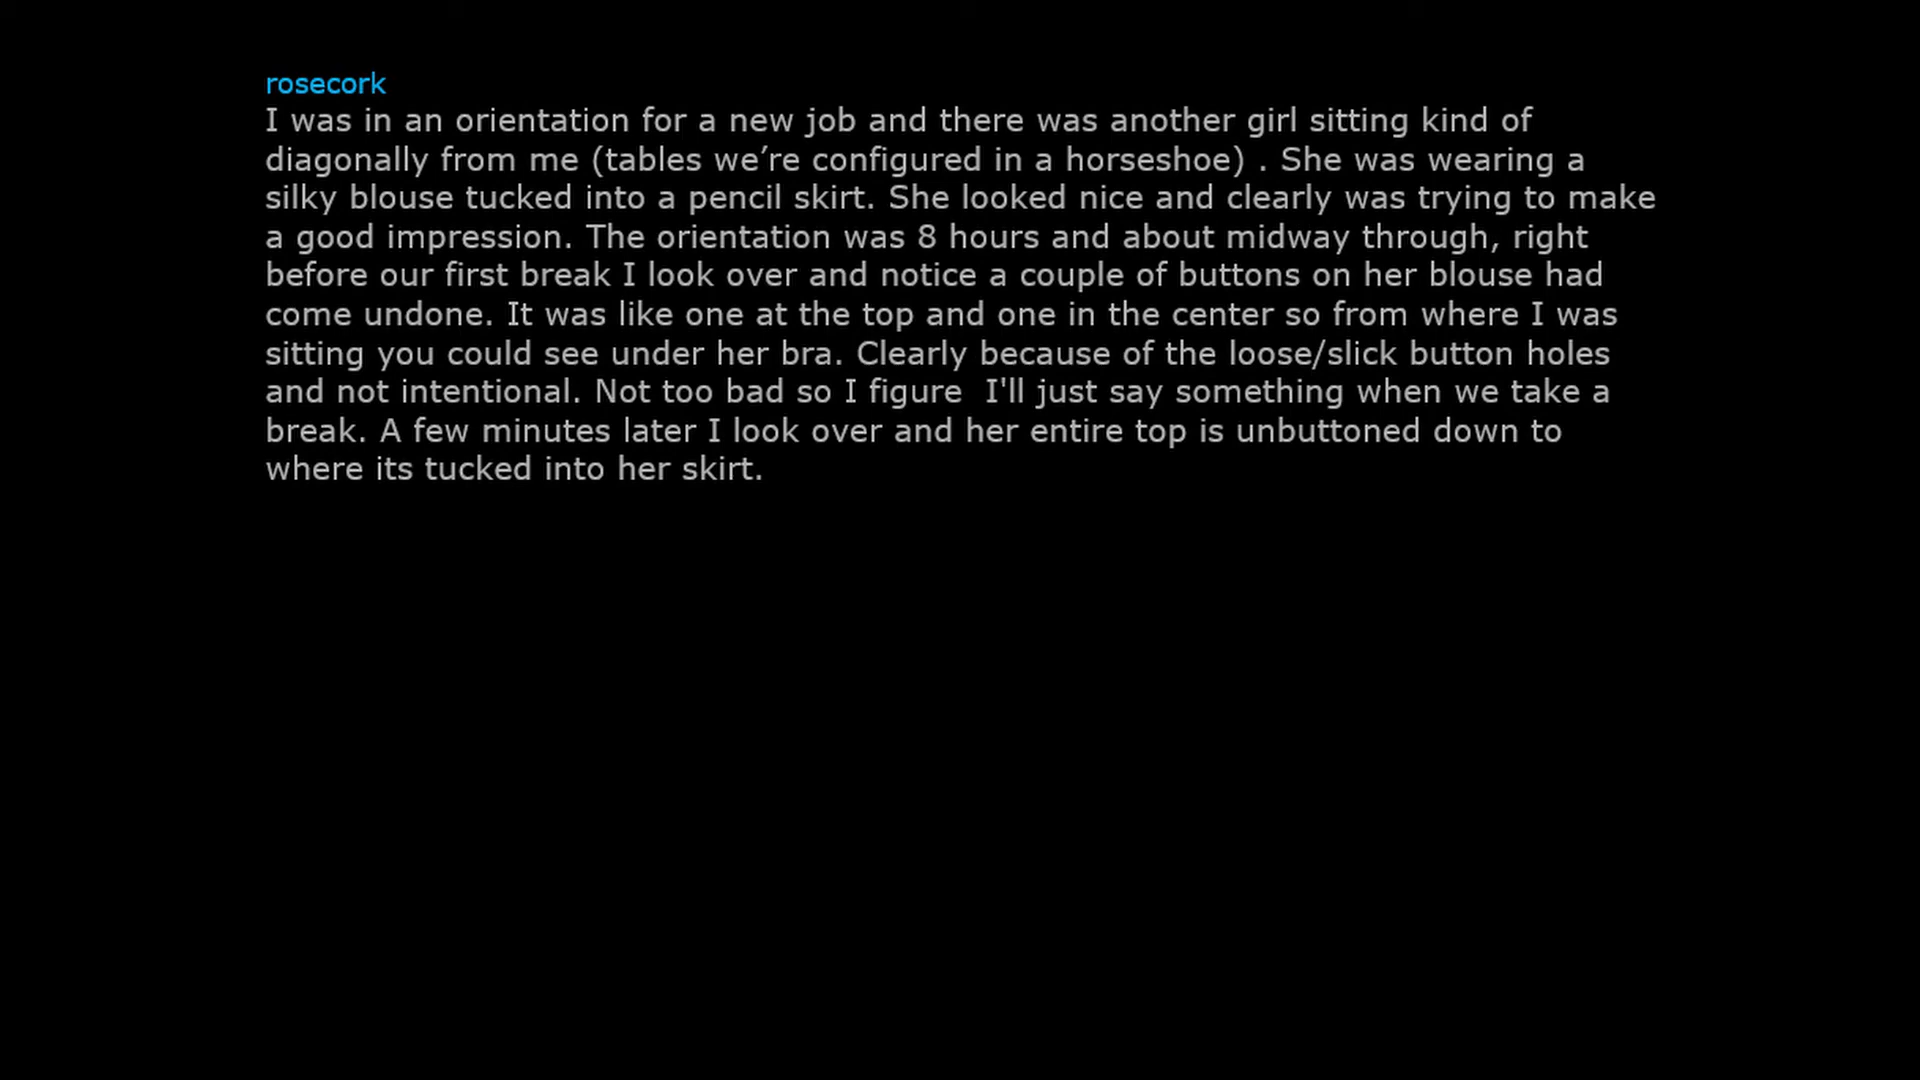 rosecork
I was in an orientation for a new job and there was another girl sitting kind of
diagonally from me (tables we’re configured in a horseshoe) . She was wearing a
silky blouse tucked into a pencil skirt. She looked nice and clearly was trying to make
a good impression. The orientation was 8 hours and about midway through, right
before our first break I look over and notice a couple of buttons on her blouse had
come undone. It was like one at the top and one in the center so from where I was
sitting you could see under her bra. Clearly because of the loose/slick button holes
and not intentional. Not too bad so I figure  I'll just say something when we take a
break. A few minutes later I look over and her entire top is unbuttoned down to
where its tucked into her skirt.